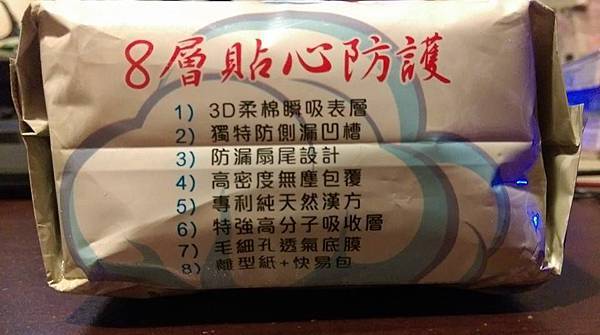 8層貼心防護
1) 3D柔棉瞬吸表層
2) 獨特防側漏凹槽
3) 防漏扇尾設計
4) 高密度無塵包覆
5) 專利純天然漢方
6) 特強高分子吸收層
7) 毛細孔透氣底膜
8) 離型紙+快易包